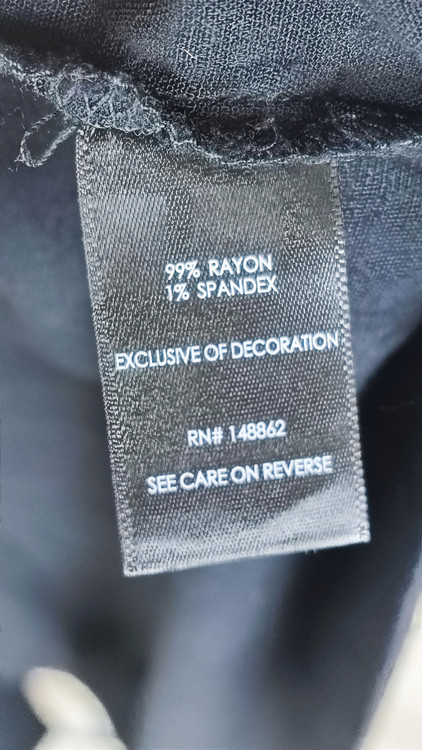 99% RAYON
1% SPANDEX
EXCLUSIVE OF DECORATION
RN# 148862
SEE CARE ON REVERSE